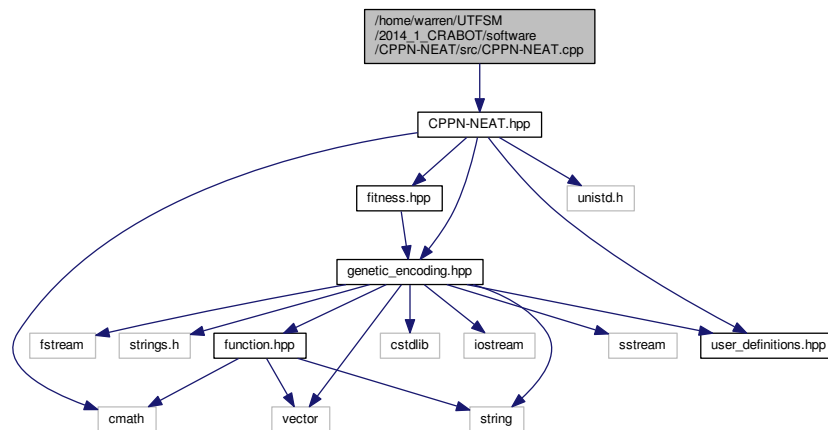 /home/warren/UTFSM
/2014_1_CRABOT/software
/CPPN-NEAT/src/CPPN-NEAT.cpp
CPPN-NEAT.hpp
fitness.hpp
unistd.h
genetic_encoding.hpp
fstream
strings.h
function.hpp
cstdlib
iostream
sstream
user_definitions.hpp
cmath
vector
string